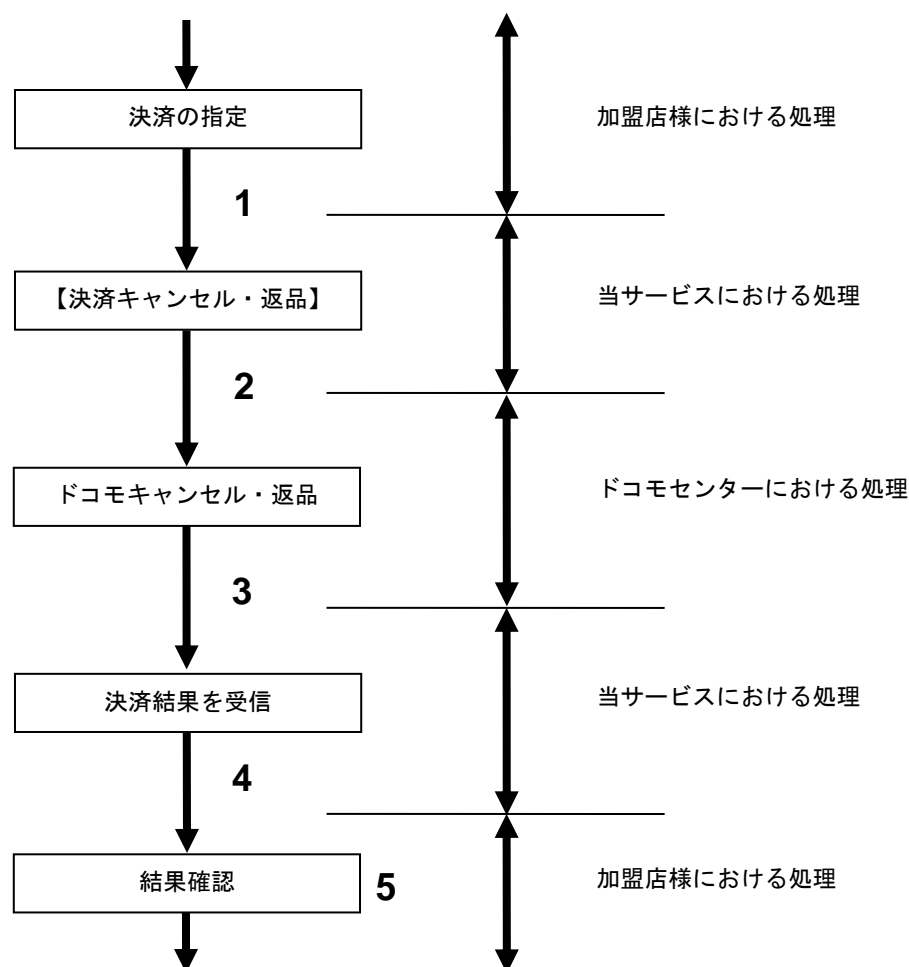 決済の指定
加盟店様における処理
1
【決済キャンセル・返品】
当サービスにおける処理
2
ドコモキャンセル・返品
ドコモセンターにおける処理
3
決済結果を受信
当サービスにおける処理
4
結果確認
5
加盟店様における処理